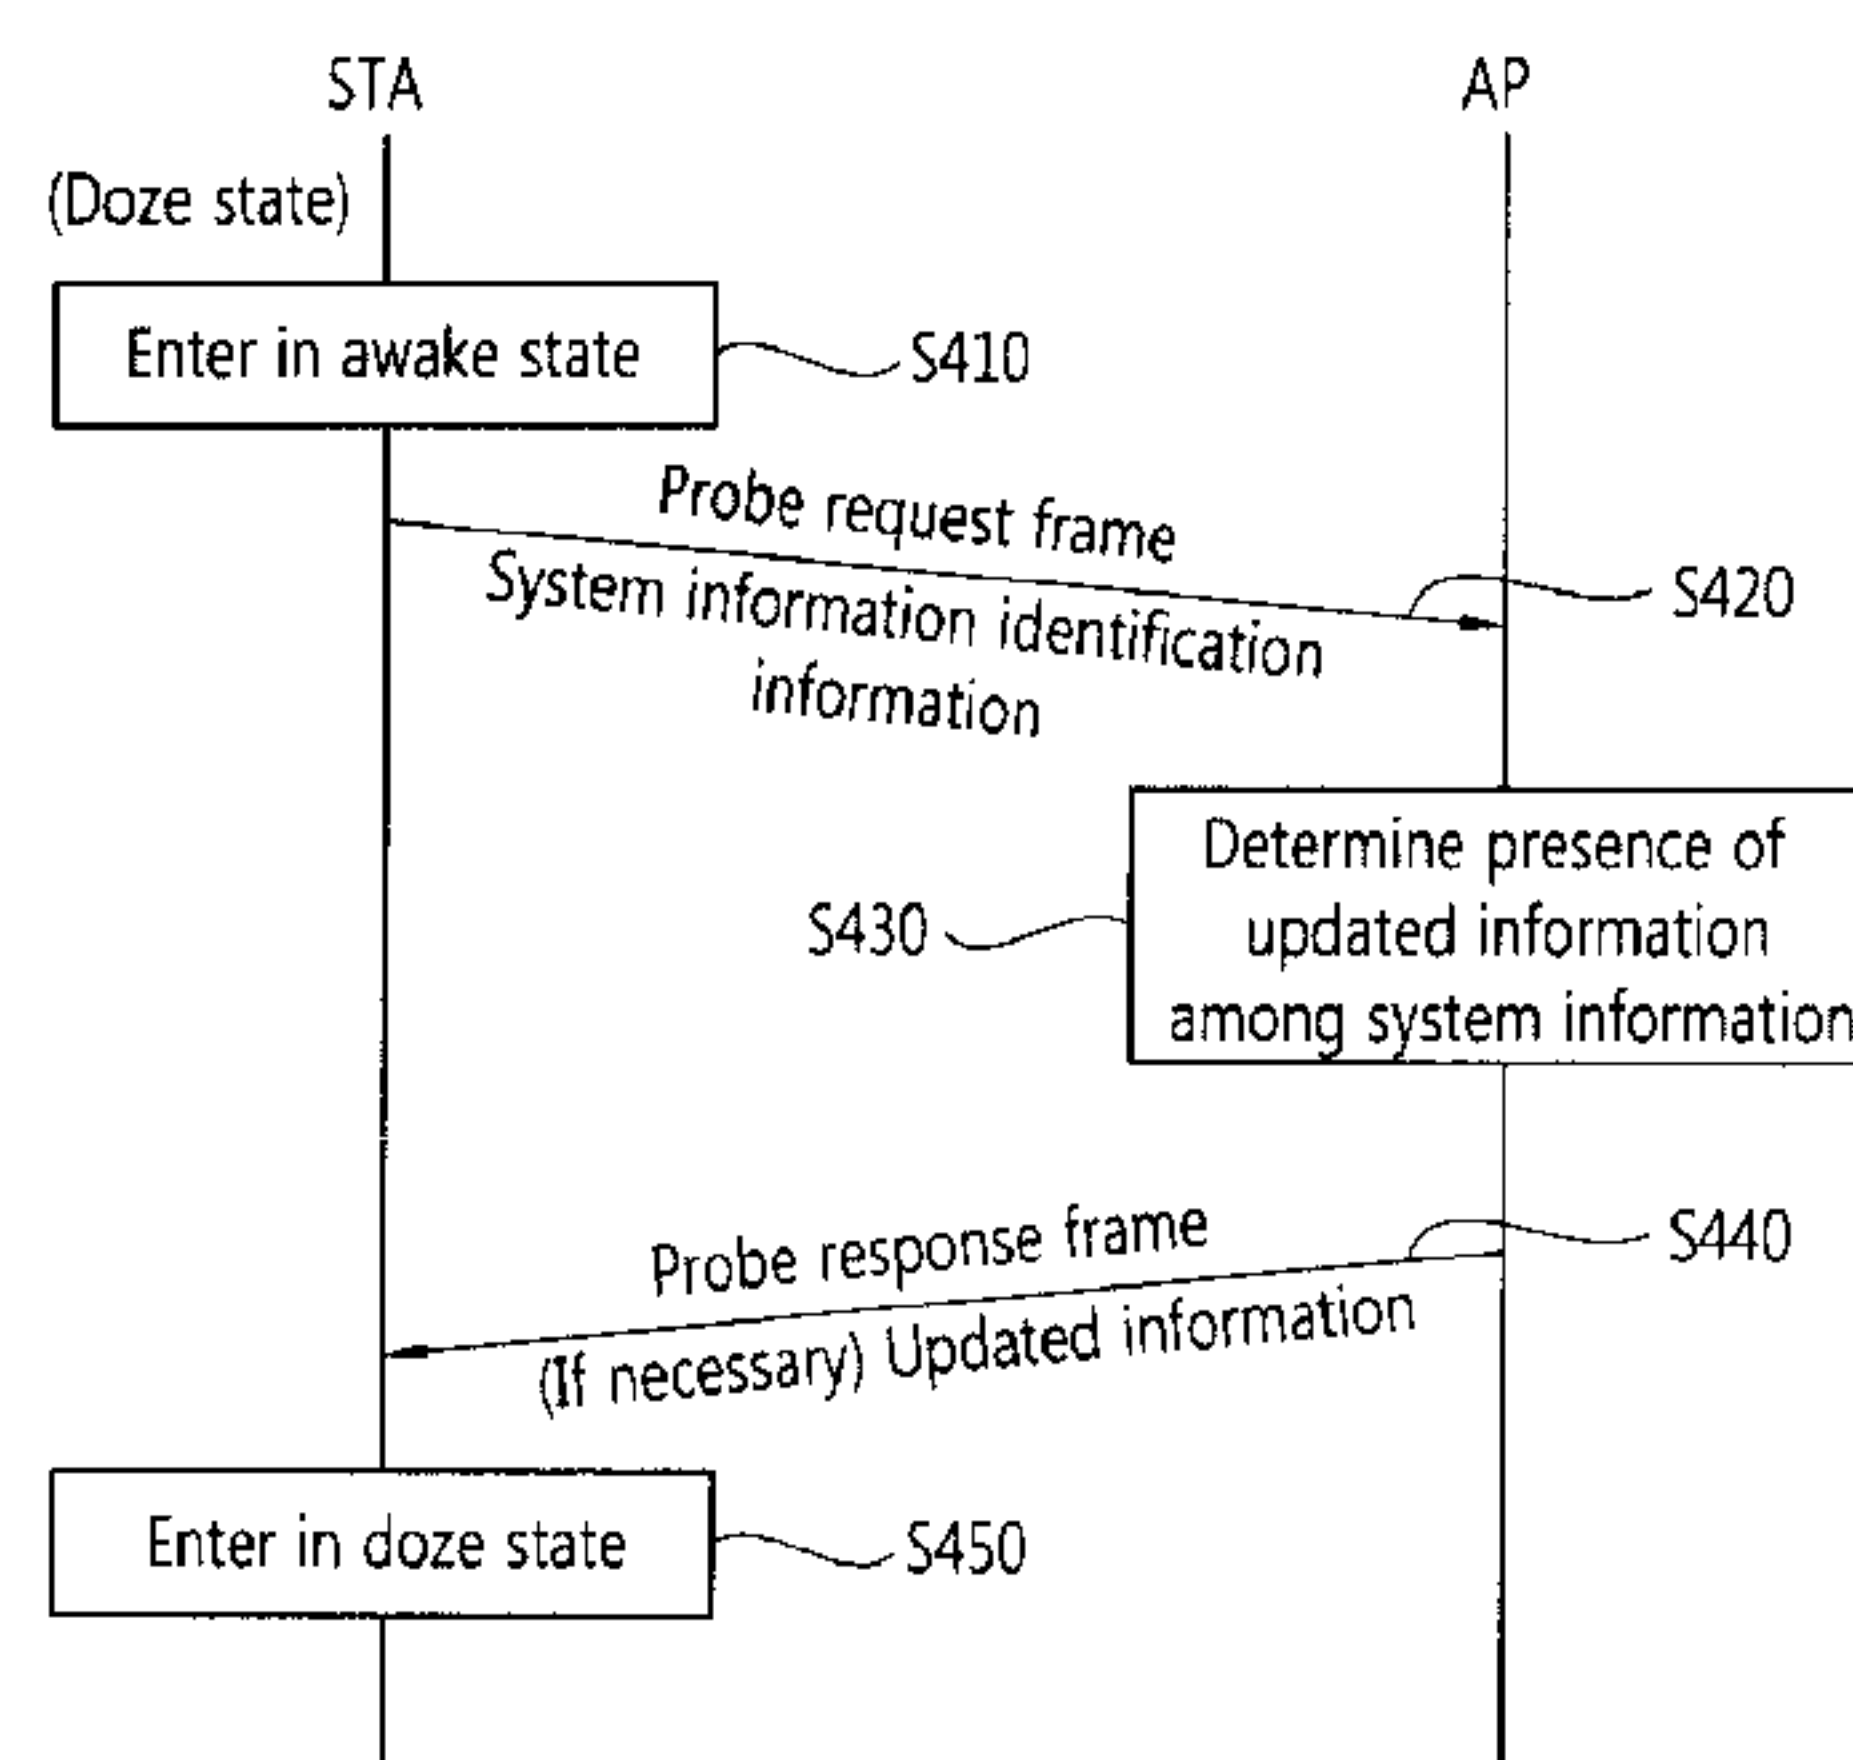 STA
AP
(Doze state)
Enter in awake state
S410
Probe request frame
System information identification
information
S420
Determine presence of
updated information
among system information
S430
Probe response frame
(If necessary) Updated information
S440
Enter in doze state
S450